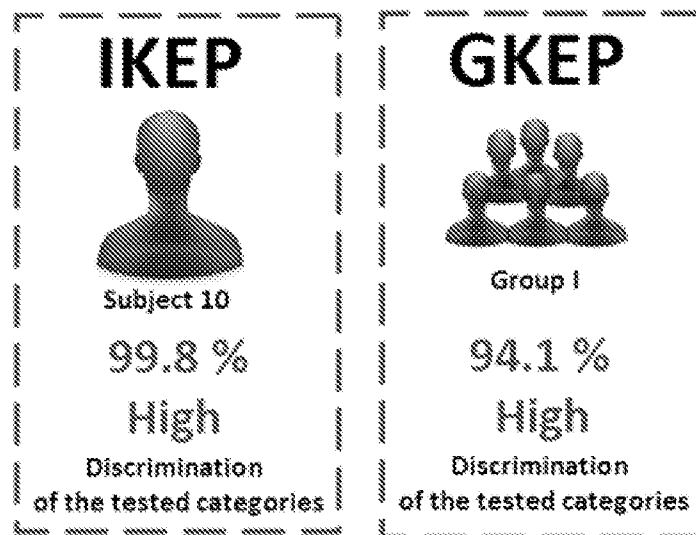 IKEP
Subject 10
99.8 %
High
Discrimination
of the tested categories
GKEP
Group I
94.1 %
High
Discrimination
of the tested categories